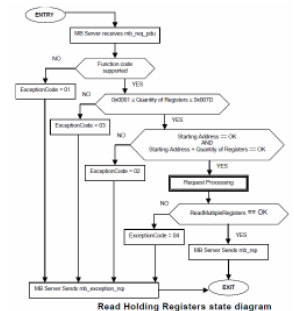 ENTRY
MB Server receives mb_req_pdu
NO
Function code
supported
YES
ExceptionCode = 01
NO
0x0001 ≤ Quantity of Registers ≤ 0x007D
YES
ExceptionCode = 03
NO
Starting Address == OK
AND
Starting Address + Quantity of Registers == OK
ExceptionCode = 02
YES
Request Processing
NO
ReadMultipleRegisters == OK
ExceptionCode = 04
YES
MB Server Sends mb_rsp
MB Server Sends mb_exception_rsp
EXIT
Read Holding Registers state diagram